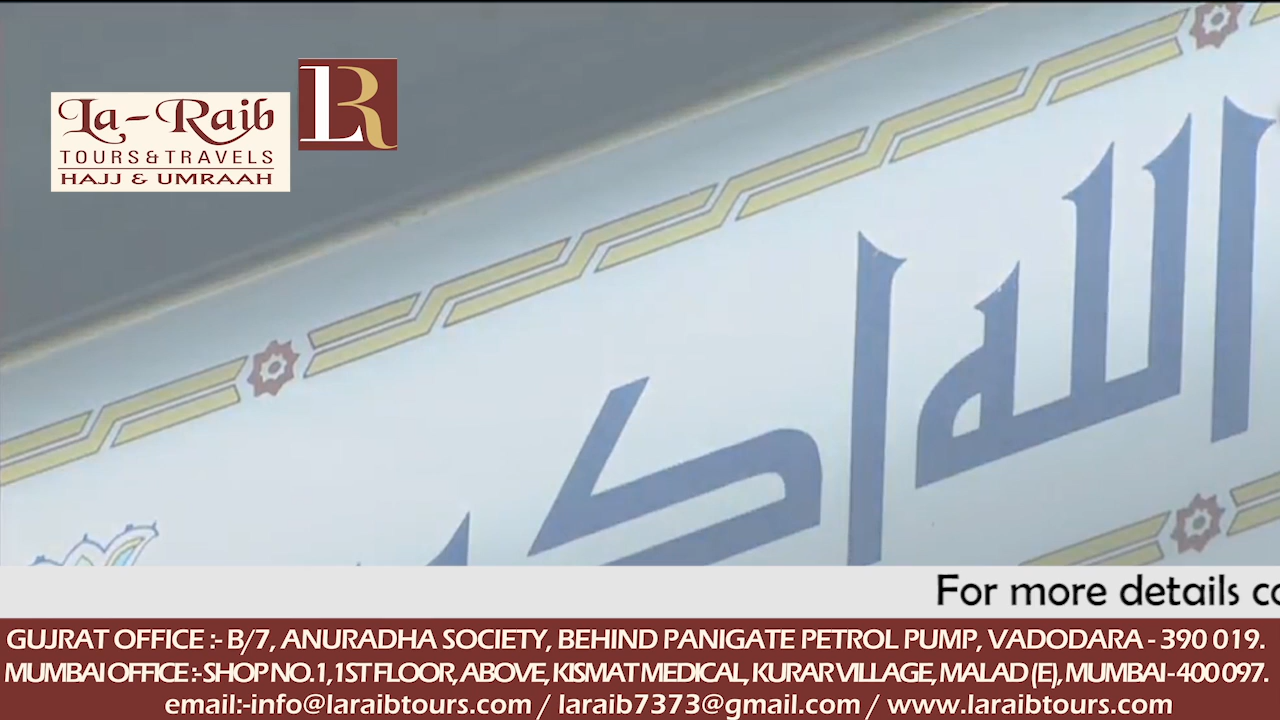 La-Raib
TOURS & TRAVELS
HAJJ & UMRAAH
LR
الله اك
For more details
GUJRAT OFFICE :- B/7, ANURADHA SOCIETY, BEHIND PANIGATE PETROL PUMP, VADODARA - 390 019.
MUMBAI OFFICE :- SHOP NO. 1, 1ST FLOOR, ABOVE, KISMAT MEDICAL, KURAR VILLAGE, MALAD (E), MUMBAI - 400 097.
email:-info@laraibtours.com / laraib7373@gmail.com / www.laraibtours.com